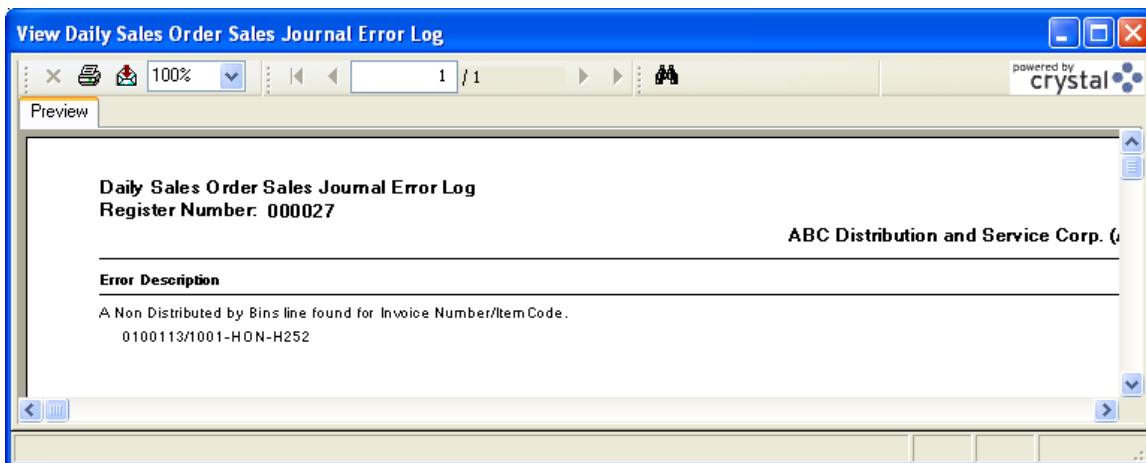 View Daily Sales Order Sales Journal Error Log
100%
1 / 1
powered by
crystal
Preview
Daily Sales Order Sales Journal Error Log
Register Number: 000027
ABC Distribution and Service Corp. (
Error Description
A Non Distributed by Bins line found for Invoice Number/ItemCode.
0100113/1001-HON-H252